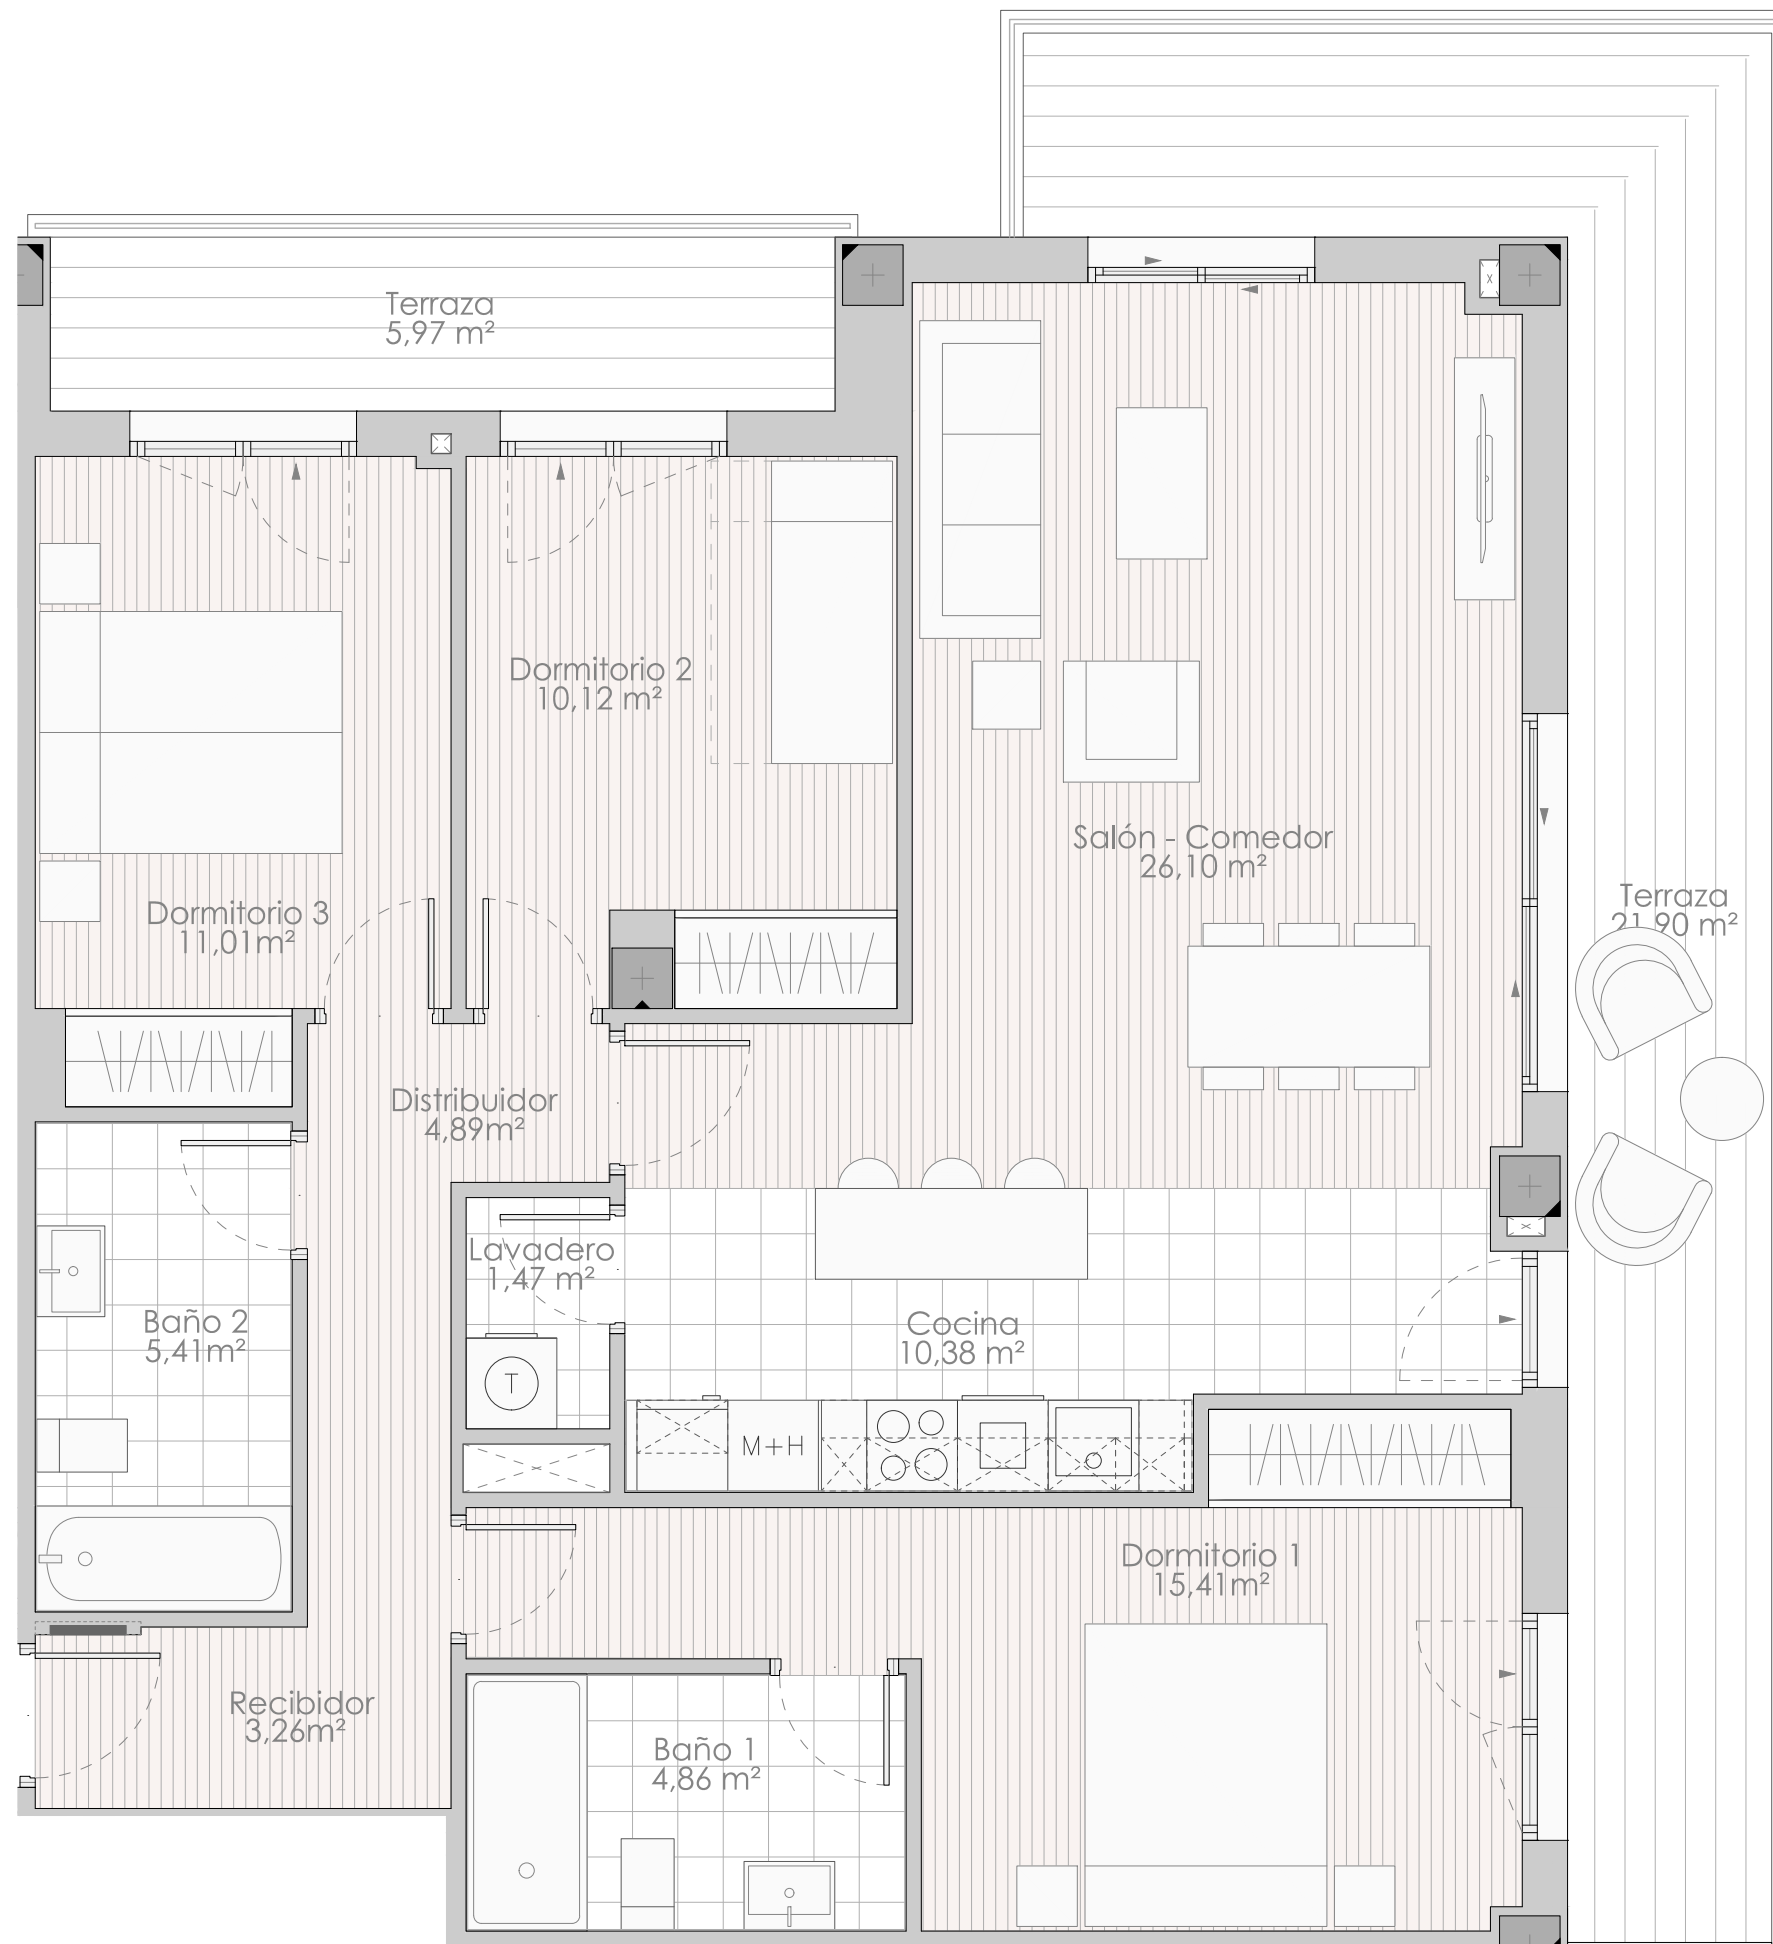 Terraza
5,97 m²
Dormitorio 2
10,12 m²
Salón - Comedor
26,10 m²
Terraza
21,90 m²
Dormitorio 3
11,01m²
Distribuidor
4,89m²
Lavadero
1,47 m²
Baño 2
5,41m²
Cocina
10,38 m²
T
M+H
Dormitorio 1
15,41m²
Recibidor
3,26m²
Baño 1
4,86 m²